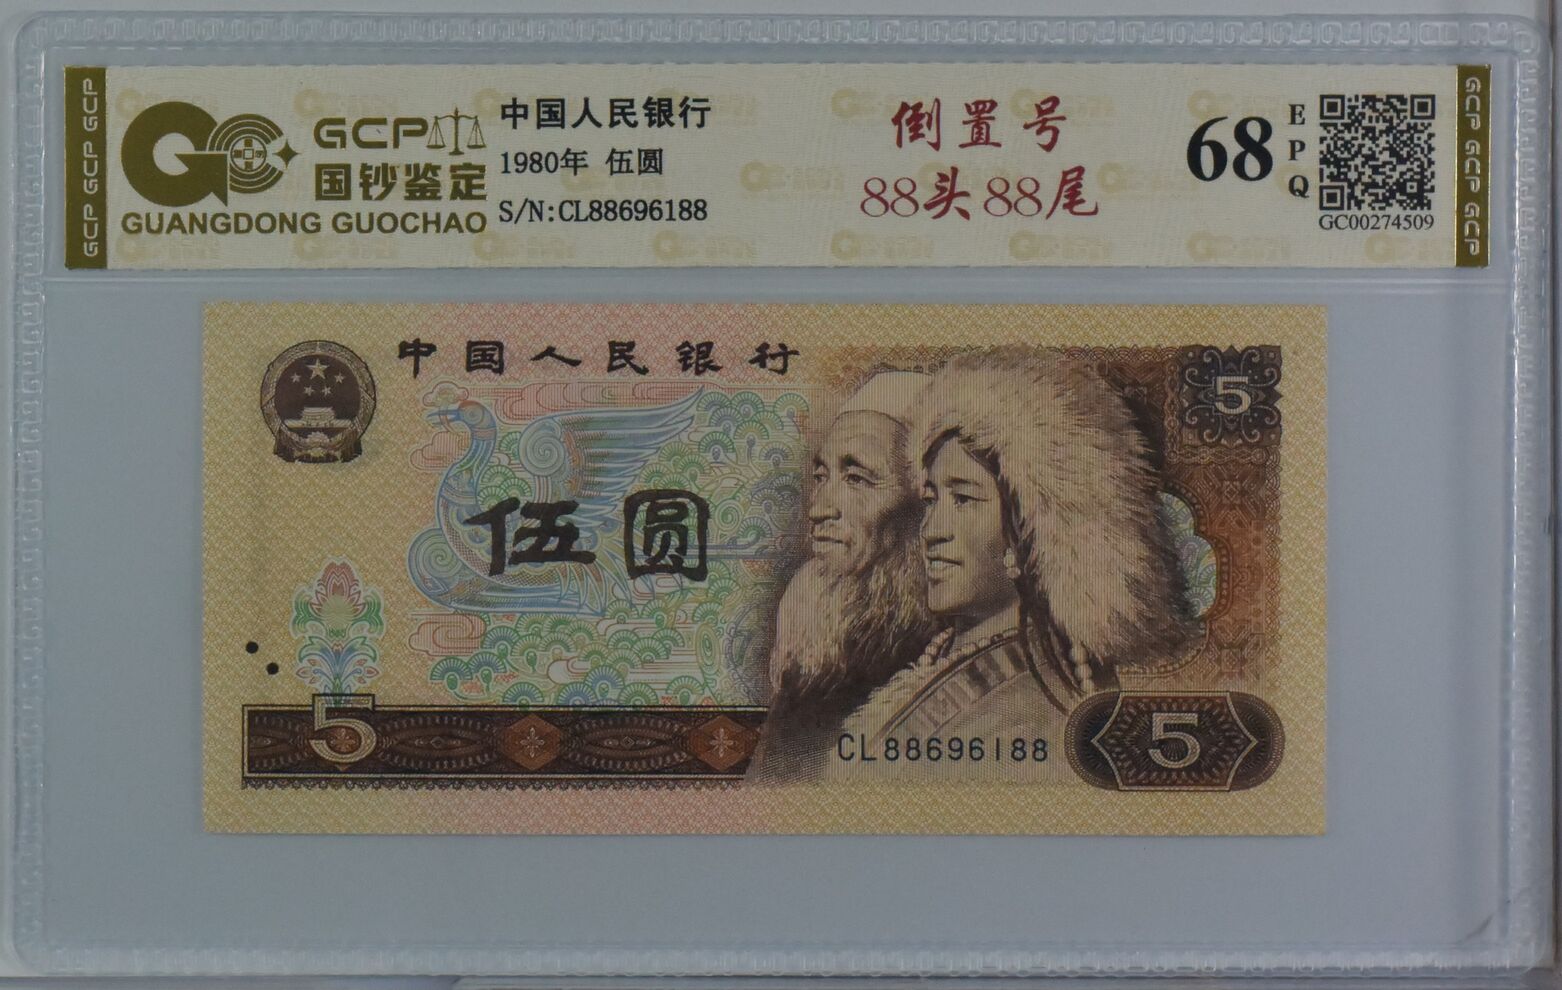 GCP GCP GCP
GCP
国钞鉴定
GUANGDONG GUOCHAO
中国人民银行
1980年 伍圆
S/N:CL88696188
倒置号
88头88尾
68
EPQ
GC00274509
GCP GCP GCP
中国人民银行
5
伍圆
5
CL88696188
5